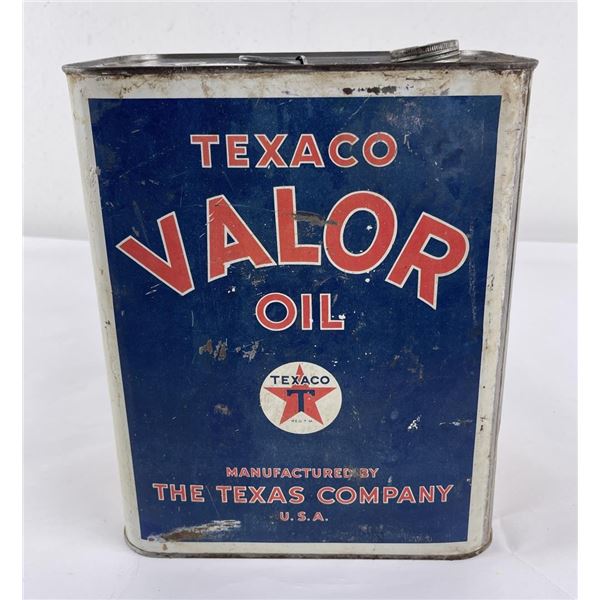 TEXACO
VALOR
OIL
TEXACO
T
MANUFACTURED BY
THE TEXAS COMPANY
U.S.A.